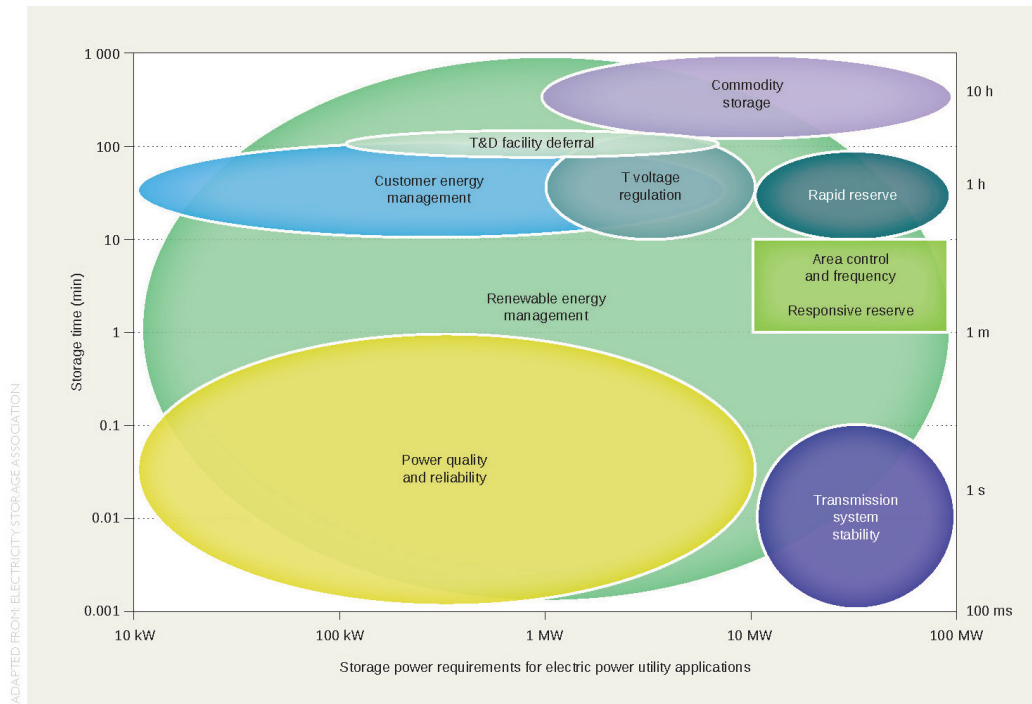 1 000
100
10
1
0.1
0.01
0.001
Storage time (min)
10 kW
100 kW
1 MW
10 MW
100 MW
Storage power requirements for electric power utility applications
10 h
1 h
1 m
1 s
100 ms
Commodity
storage
T&D facility deferral
Customer energy
management
T voltage
regulation
Rapid reserve
Area control
and frequency
Responsive reserve
Renewable energy
management
Power quality
and reliability
Transmission
system
stability
ADAPTED FROM: ELECTRICITY STORAGE ASSOCIATION